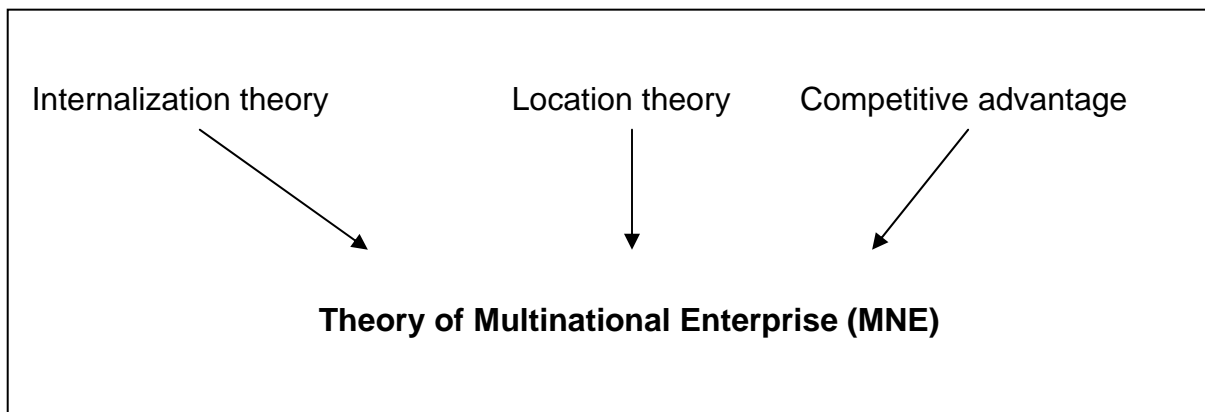 Internalization theory Location theory Competitive advantage
Theory of Multinational Enterprise (MNE)